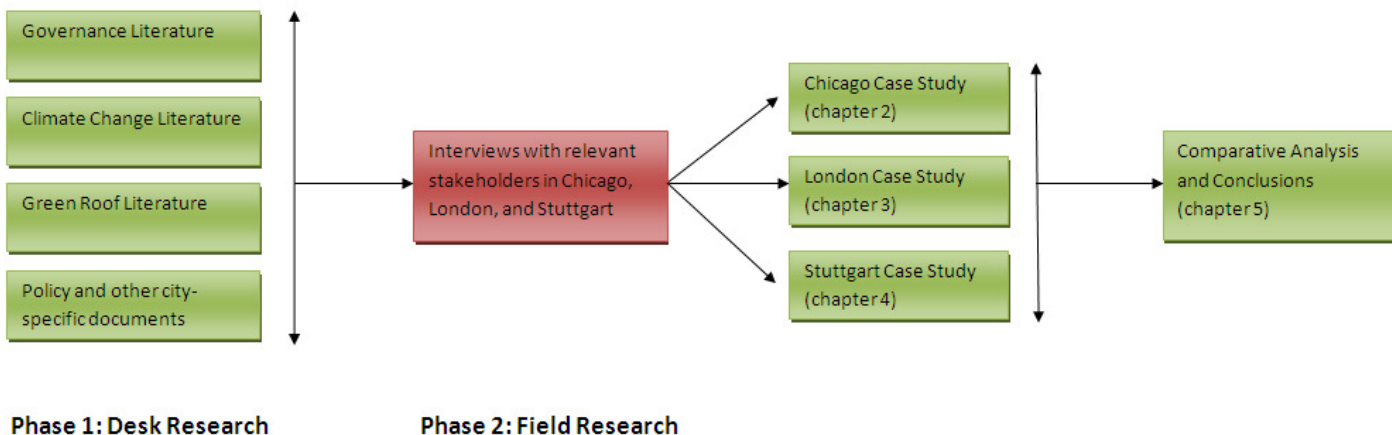 Governance Literature
Climate Change Literature
Green Roof Literature
Policy and other city-
specific documents
Interviews with relevant
stakeholders in Chicago,
London, and Stuttgart
Chicago Case Study
(chapter 2)
London Case Study
(chapter 3)
Stuttgart Case Study
(chapter 4)
Comparative Analysis
and Conclusions
(chapter 5)
Phase 1: Desk Research
Phase 2: Field Research